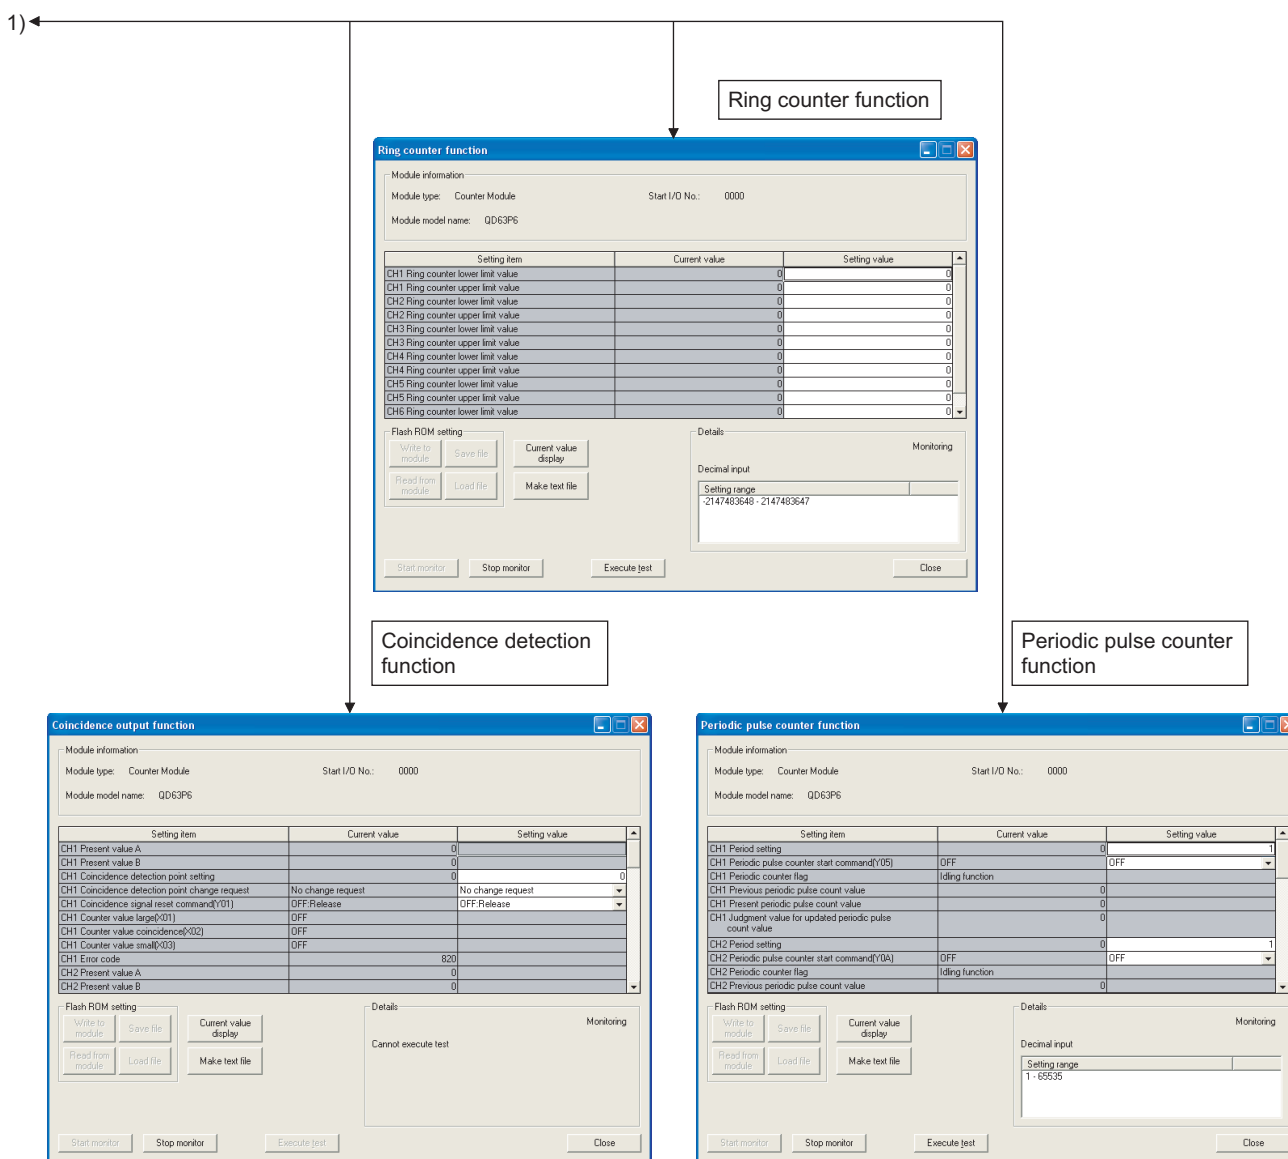 1)
Ring counter function
Ring counter function
Module information
Module type: Counter Module Start I/O No.: 0000
Module model name: QD63P6
Setting item Current value Setting value
CH1 Ring counter lower limit value 0 0
CH1 Ring counter upper limit value 0 0
CH2 Ring counter lower limit value 0 0
CH2 Ring counter upper limit value 0 0
CH3 Ring counter lower limit value 0 0
CH3 Ring counter upper limit value 0 0
CH4 Ring counter lower limit value 0 0
CH4 Ring counter upper limit value 0 0
CH5 Ring counter lower limit value 0 0
CH5 Ring counter upper limit value 0 0
CH6 Ring counter lower limit value 0 0
Flash ROM setting
Write to
module
Save file
Current value
display
Read from
module
Load file
Make text file
Details
Monitoring
Decimal input
Setting range
-2147483648 - 2147483647
Start monitor Stop monitor Execute test Close
Coincidence detection
function
Periodic pulse counter
function
Coincidence output function
Module information
Module type: Counter Module Start I/O No.: 0000
Module model name: QD63P6
Setting item Current value Setting value
CH1 Present value A 0
CH1 Present value B 0
CH1 Coincidence detection point setting 0 0
CH1 Coincidence detection point change request No change request No change request
CH1 Coincidence signal reset command(Y01) OFF:Release OFF:Release
CH1 Counter value large(X01) OFF
CH1 Counter value coincidence(X02) OFF
CH1 Counter value small(X03) OFF
CH1 Error code 820
CH2 Present value A 0
CH2 Present value B 0
Flash ROM setting
Write to
module
Save file
Current value
display
Read from
module
Load file
Make text file
Details
Monitoring
Cannot execute test
Start monitor Stop monitor Execute test Close
Periodic pulse counter function
Module information
Module type: Counter Module Start I/O No.: 0000
Module model name: QD63P6
Setting item Current value Setting value
CH1 Period setting 0 1
CH1 Periodic pulse counter start command(Y05) OFF OFF
CH1 Periodic counter flag Idling function
CH1 Previous periodic pulse count value 0
CH1 Present periodic pulse count value 0
CH1 Judgment value for updated periodic pulse 0
count value
CH2 Period setting 0 1
CH2 Periodic pulse counter start command(Y0A) OFF OFF
CH2 Periodic counter flag Idling function
CH2 Previous periodic pulse count value 0
Flash ROM setting
Write to
module
Save file
Current value
display
Read from
module
Load file
Make text file
Details
Monitoring
Decimal input
Setting range
1 - 65535
Start monitor Stop monitor Execute test Close